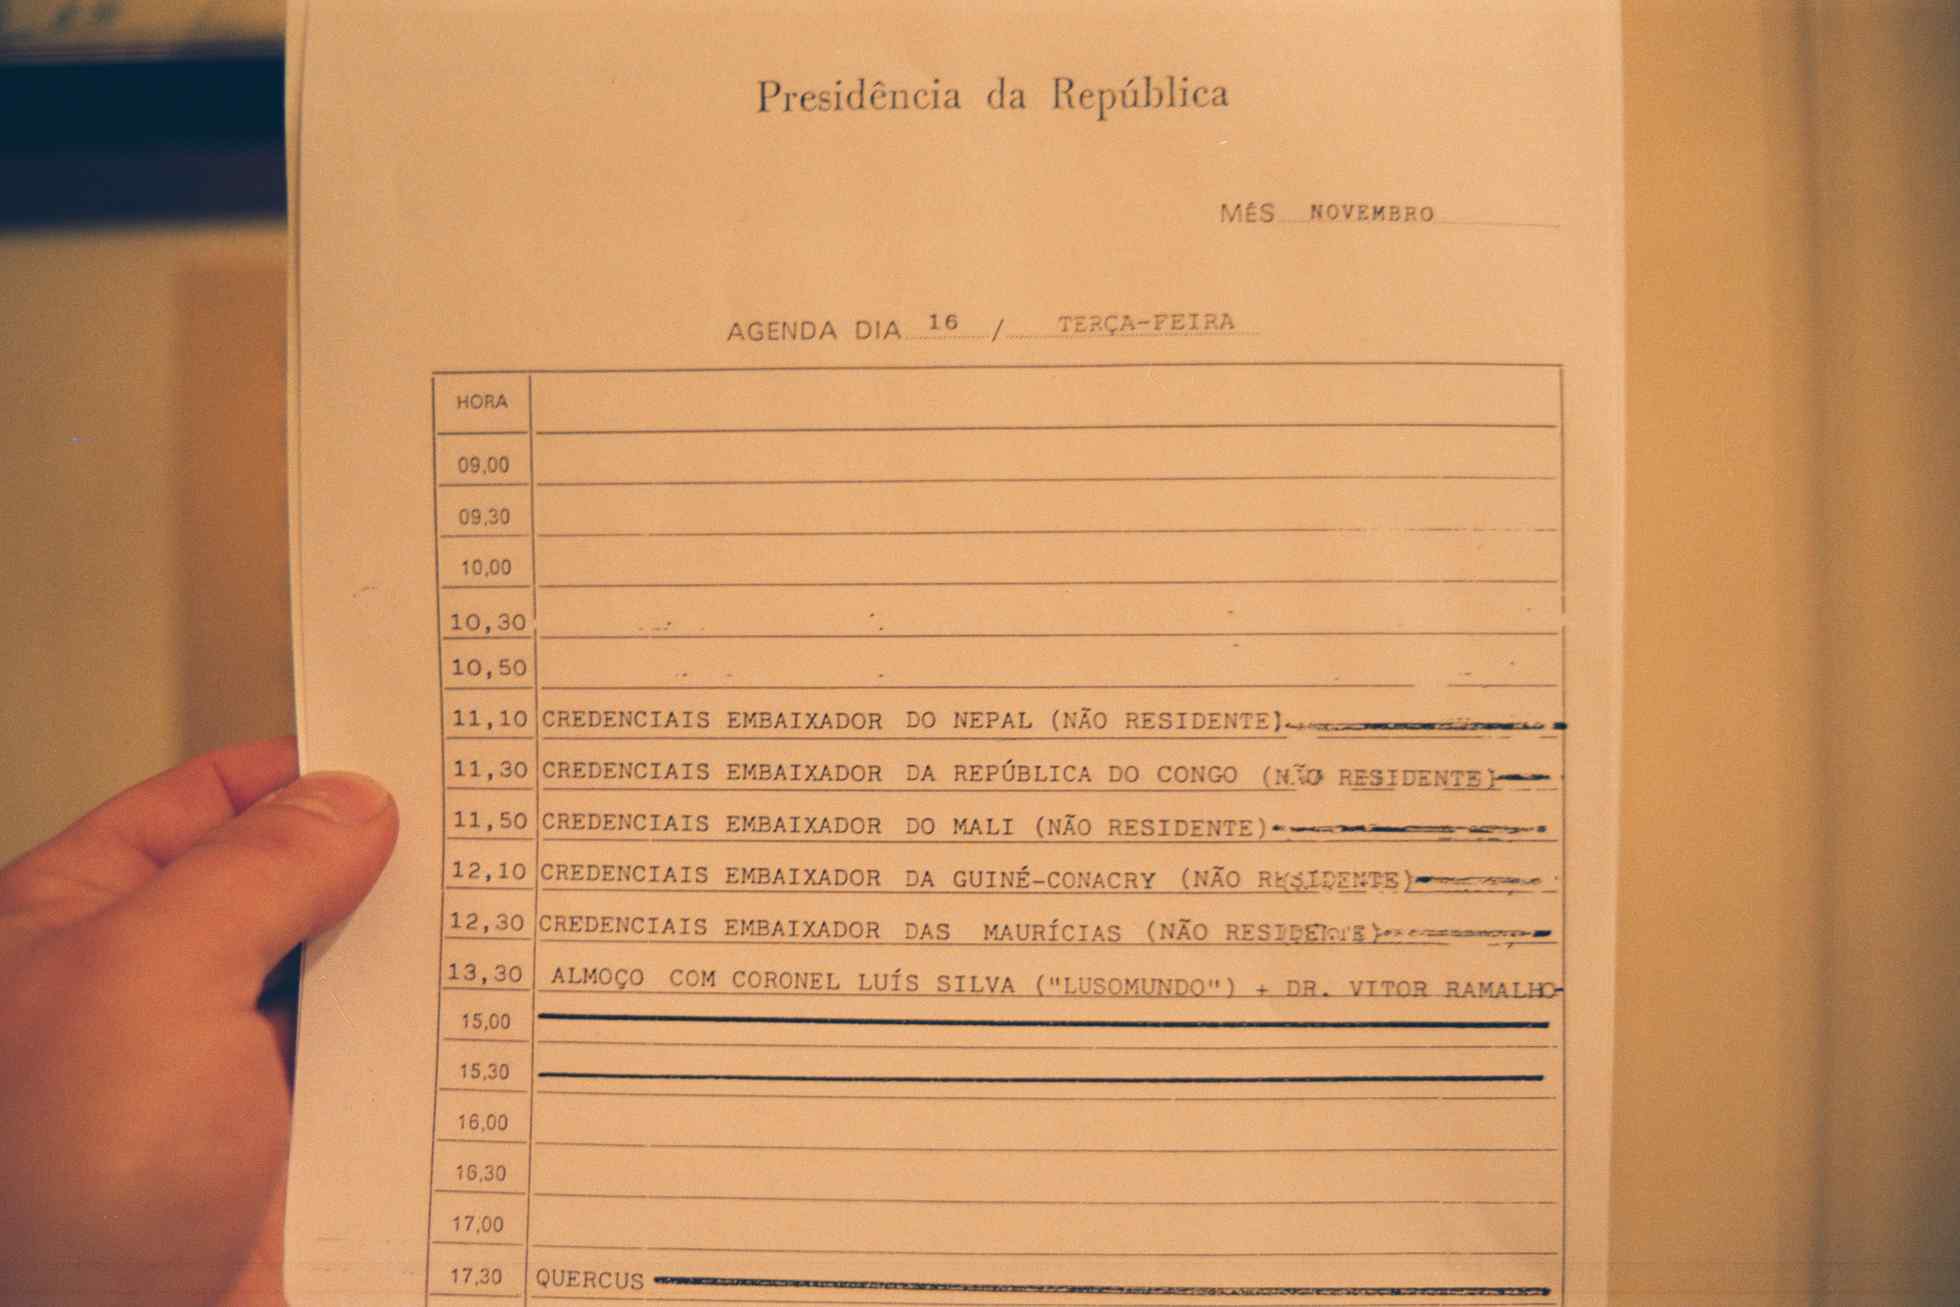 Presidência da República
MÊS NOVEMBRO
AGENDA DIA 16 / TERÇA-FEIRA
HORA
09,00
09,30
10,00
10,30
10,50
11,10 CREDENCIAIS EMBAIXADOR DO NEPAL (NÃO RESIDENTE)
11,30 CREDENCIAIS EMBAIXADOR DA REPÚBLICA DO CONGO (NÃO RESIDENTE)
11,50 CREDENCIAIS EMBAIXADOR DO MALI (NÃO RESIDENTE)
12,10 CREDENCIAIS EMBAIXADOR DA GUINÉ-CONACRY (NÃO RESIDENTE)
12,30 CREDENCIAIS EMBAIXADOR DAS MAURÍCIAS (NÃO RESIDENTE)
13,30 ALMOÇO COM CORONEL LUÍS SILVA ("LUSOMUNDO") + DR. VITOR RAMALHO
15,00
15,30
16,00
16,30
17,00
17,30 QUERCUS